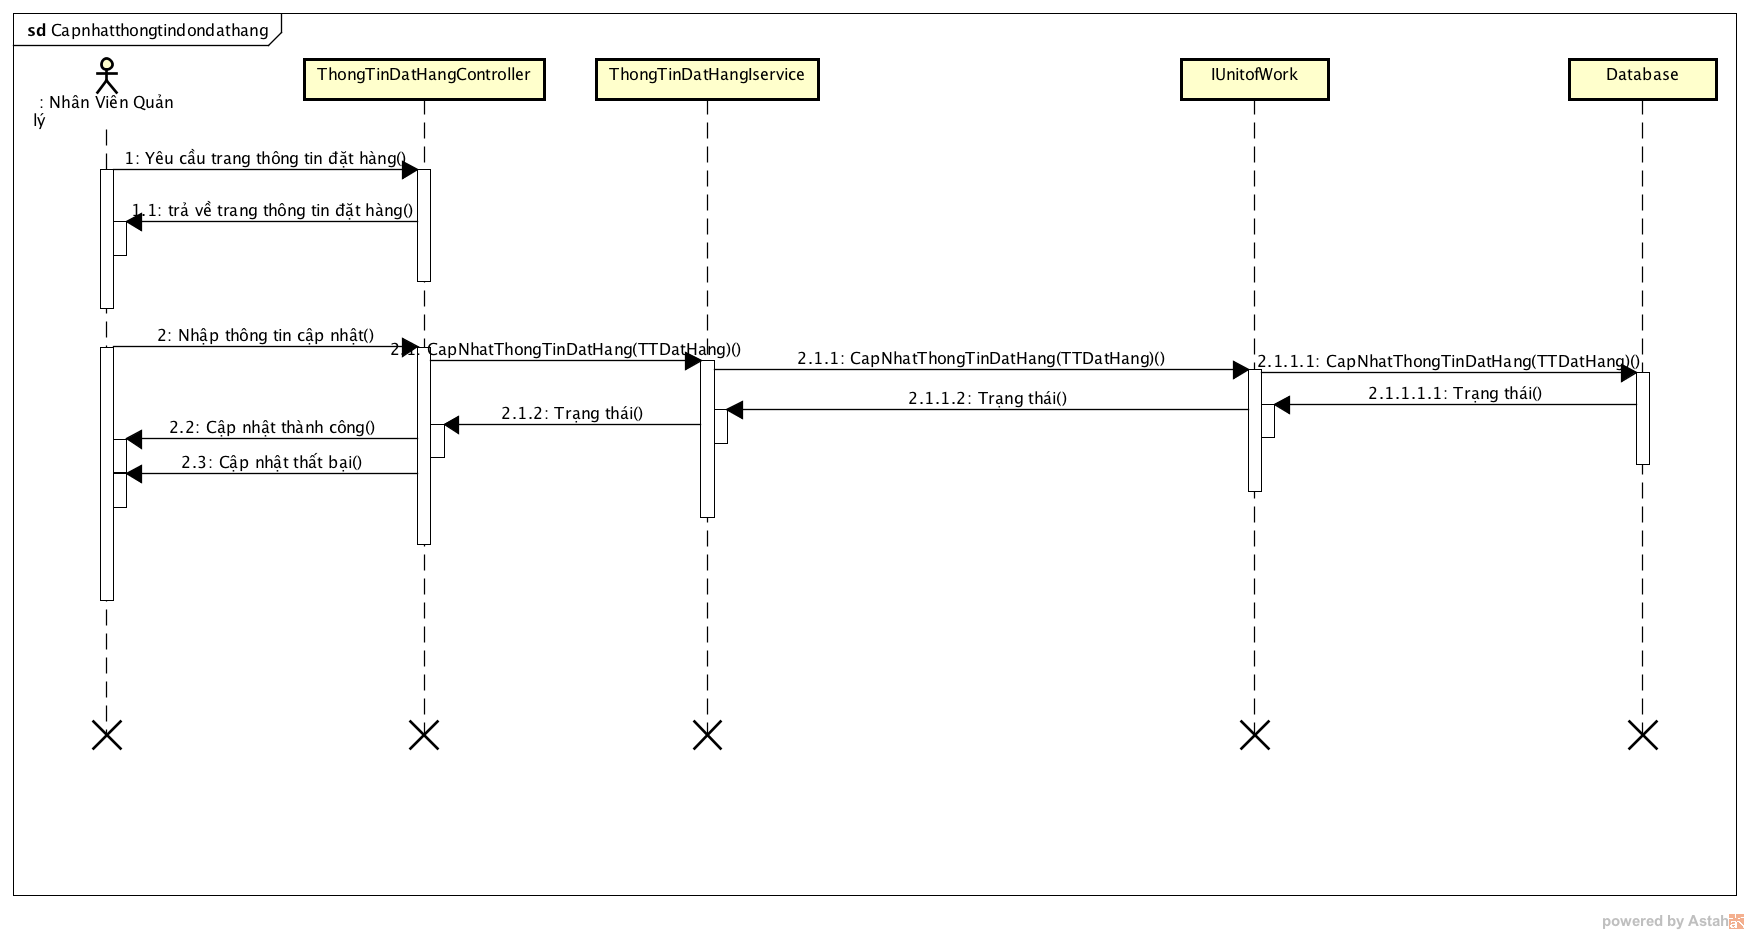 sd Capnhatthongtindondathang
: Nhân Viên Quản
lý
ThongTinDatHangController
ThongTinDatHangIservice
IUnitofWork
Database
1: Yêu cầu trang thông tin đặt hàng()
1.1: trả về trang thông tin đặt hàng()
2: Nhập thông tin cập nhật()
2.1: CapNhatThongTinDatHang(TTDatHang)()
2.1.1: CapNhatThongTinDatHang(TTDatHang)()
2.1.1.1: CapNhatThongTinDatHang(TTDatHang)()
2.1.1.1.1: Trạng thái()
2.1.1.2: Trạng thái()
2.1.2: Trạng thái()
2.2: Cập nhật thành công()
2.3: Cập nhật thất bại()
powered by Astah